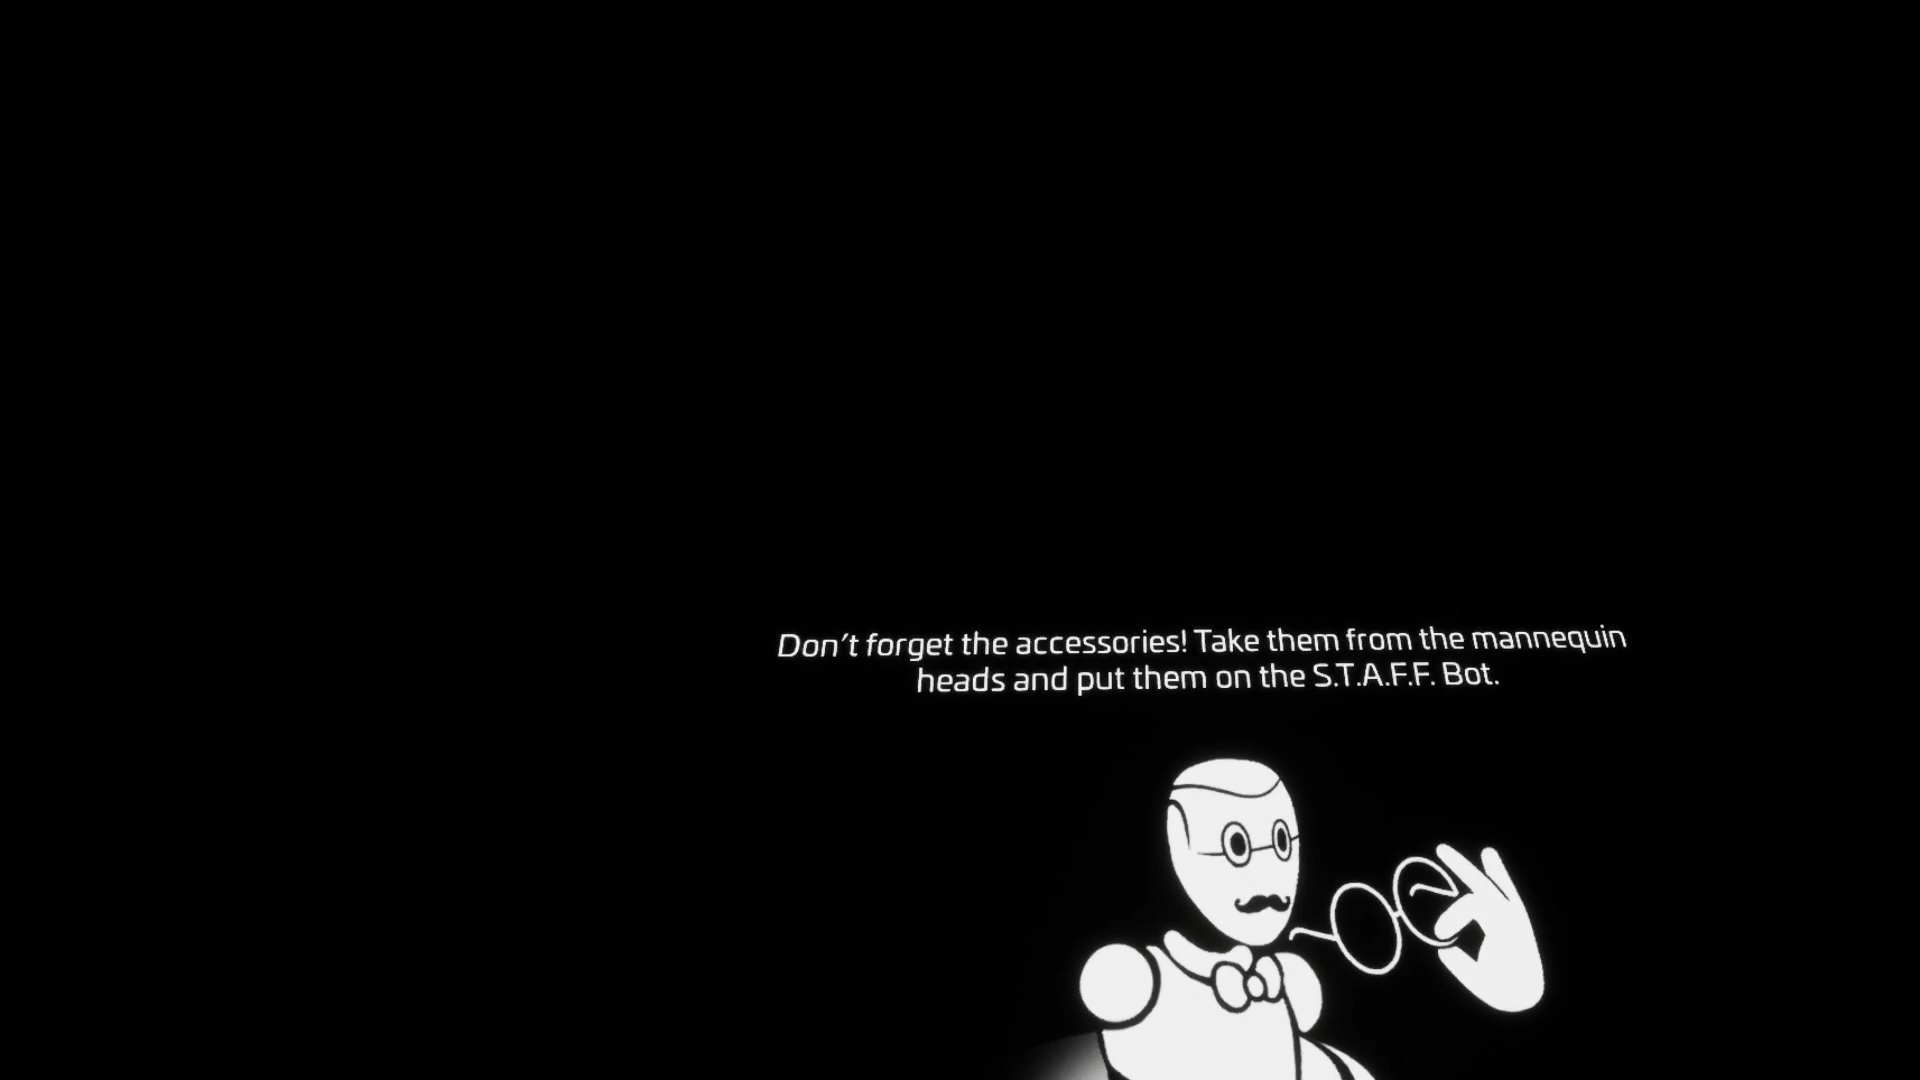 Don't forget the accessories! Take them from the mannequin
heads and put them on the S.T.A.F.F. Bot.